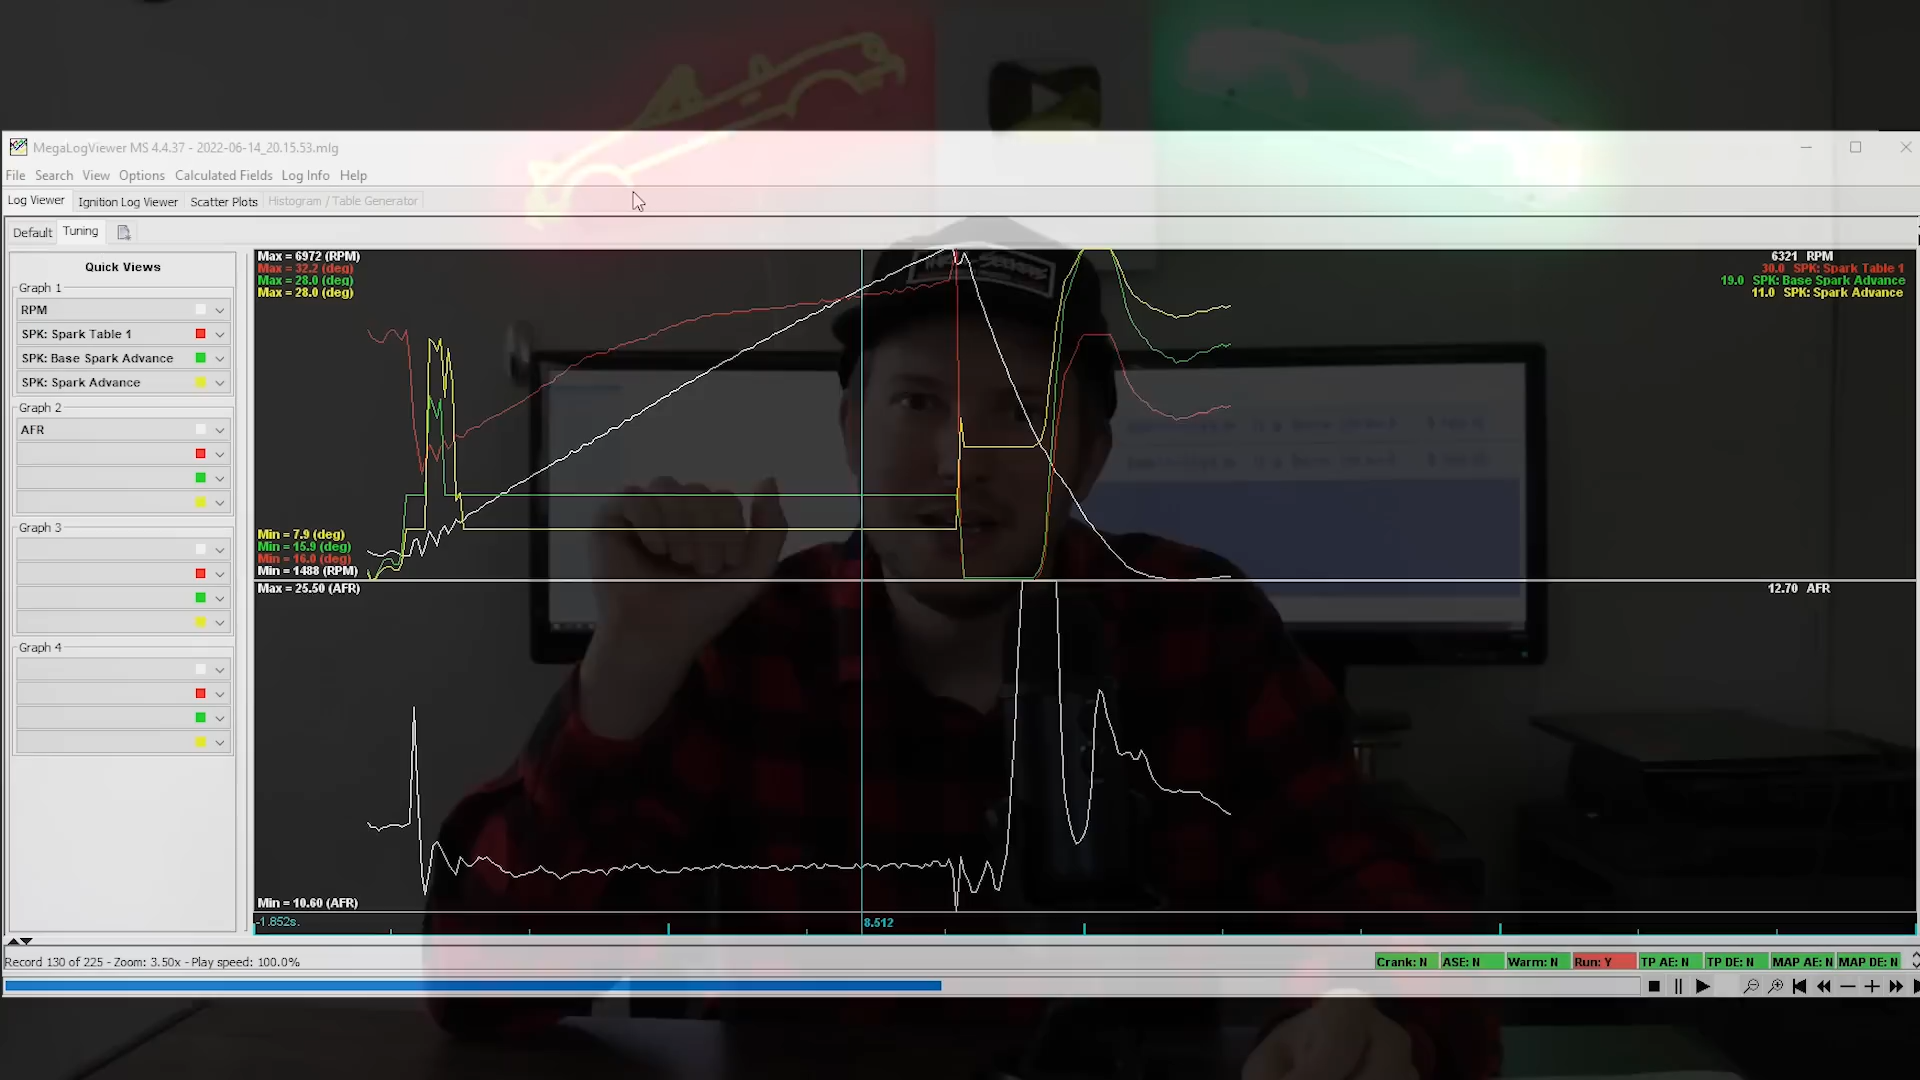 MegaLogViewer MS 4.4.37 - 2022-06-14_20.15.53.mlg
File Search View Options Calculated Fields Log Info Help
Log Viewer Ignition Log Viewer Scatter Plots Histogram / Table Generator
Default Tuning
Quick Views
Graph 1
RPM
SPK: Spark Table 1
SPK: Base Spark Advance
SPK: Spark Advance
Graph 2
AFR
Graph 3
Graph 4
Max = 6972 (RPM)
Max = 32.2 (deg)
Max = 28.0 (deg)
Max = 28.0 (deg)
6321 RPM
30.0 SPK: Spark Table 1
19.0 SPK: Base Spark Advance
11.0 SPK: Spark Advance
Min = 7.9 (deg)
Min = 15.9 (deg)
Min = 16.0 (deg)
Min = 1488 (RPM)
Max = 25.50 (AFR)
12.70 AFR
Min = 10.60 (AFR)
-1.852s.
8.512
Record 130 of 225 - Zoom: 3.50x - Play speed: 100.0%
Crank: N ASE: N Warm: N Run: Y TP AE: N TP DE: N MAP AE: N MAP DE: N